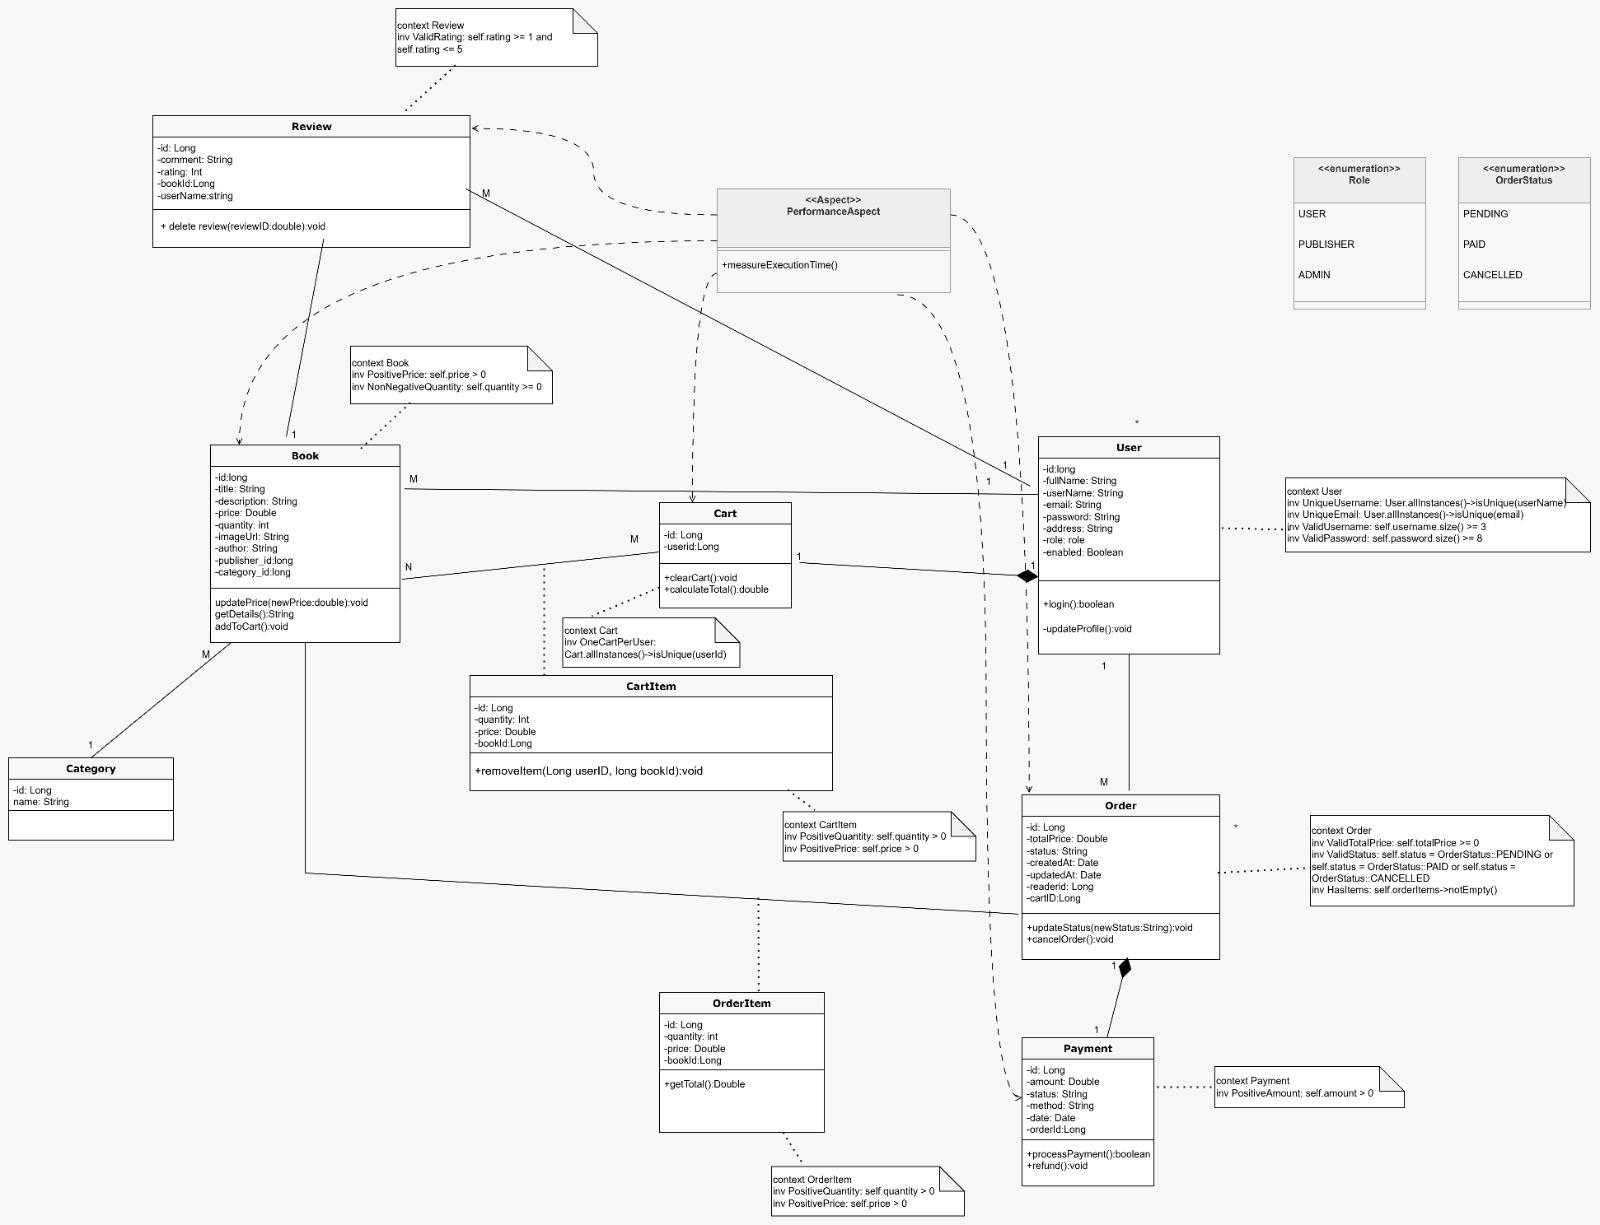 context Review
inv ValidRating: self.rating >= 1 and
self.rating <= 5
Review
-id: Long
-comment: String
-rating: Int
-bookId:Long
-userName:string
+ delete review(reviewID:double):void
M
<<Aspect>>
PerformanceAspect
+measureExecutionTime()
<<enumeration>>
Role
USER
PUBLISHER
ADMIN
<<enumeration>>
OrderStatus
PENDING
PAID
CANCELLED
context Book
inv PositivePrice: self.price > 0
inv NonNegativeQuantity: self.quantity >= 0
1
Book
-id:long
-title: String
-description: String
-price: Double
-quantity: int
-imageUrl: String
-author: String
-publisher_id:long
-category_id:long
updatePrice(newPrice:double):void
getDetails():String
addToCart():void
M
N
M
M
1
1
*
Cart
-id: Long
-userid:Long
+clearCart():void
+calculateTotal():double
1
1
User
-id:long
-fullName: String
-userName: String
-email: String
-password: String
-address: String
-role: role
-enabled: Boolean
+login():boolean
-updateProfile():void
context User
inv UniqueUsername: User.allInstances()->isUnique(userName)
inv UniqueEmail: User.allInstances()->isUnique(email)
inv ValidUsername: self.username.size() >= 3
inv ValidPassword: self.password.size() >= 8
context Cart
inv OneCartPerUser:
Cart.allInstances()->isUnique(userId)
CartItem
-id: Long
-quantity: Int
-price: Double
-bookId:Long
+removeItem(Long userID, long bookId):void
context CartItem
inv PositiveQuantity: self.quantity > 0
inv PositivePrice: self.price > 0
1
Category
-id: Long
name: String
1
M
Order
-id: Long
-totalPrice: Double
-status: String
-createdAt: Date
-updatedAt: Date
-readerid: Long
-cartID:Long
+updateStatus(newStatus:String):void
+cancelOrder():void
*
context Order
inv ValidTotalPrice: self.totalPrice >= 0
inv ValidStatus: self.status = OrderStatus::PENDING or
self.status = OrderStatus::PAID or self.status =
OrderStatus::CANCELLED
inv HasItems: self.orderItems->notEmpty()
1
1
OrderItem
-id: Long
-quantity: int
-price: Double
-bookId:Long
+getTotal():Double
Payment
-id: Long
-amount: Double
-status: String
-method: String
-date: Date
-orderId:Long
+processPayment():boolean
+refund():void
context Payment
inv PositiveAmount: self.amount > 0
context OrderItem
inv PositiveQuantity: self.quantity > 0
inv PositivePrice: self.price > 0